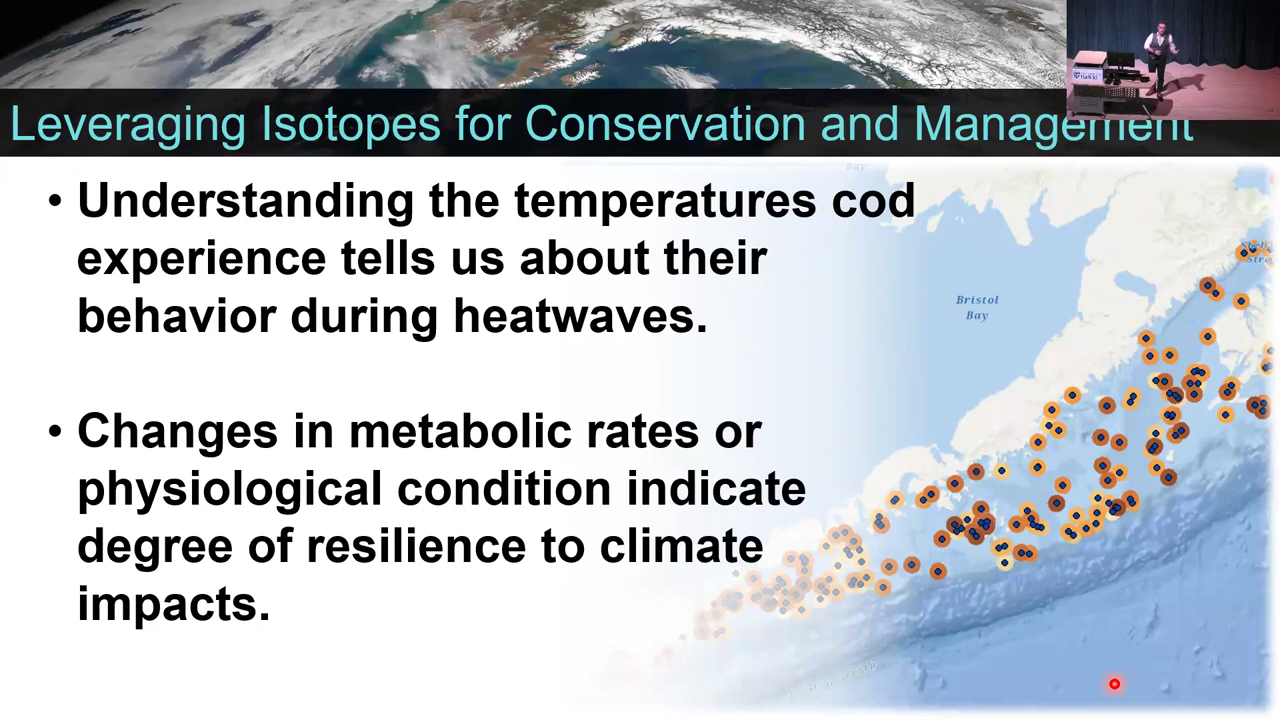 Leveraging Isotopes for Conservation and Management
• Understanding the temperatures cod
experience tells us about their
behavior during heatwaves.
• Changes in metabolic rates or
physiological condition indicate
degree of resilience to climate
impacts.
Bay
Bristol
Bay